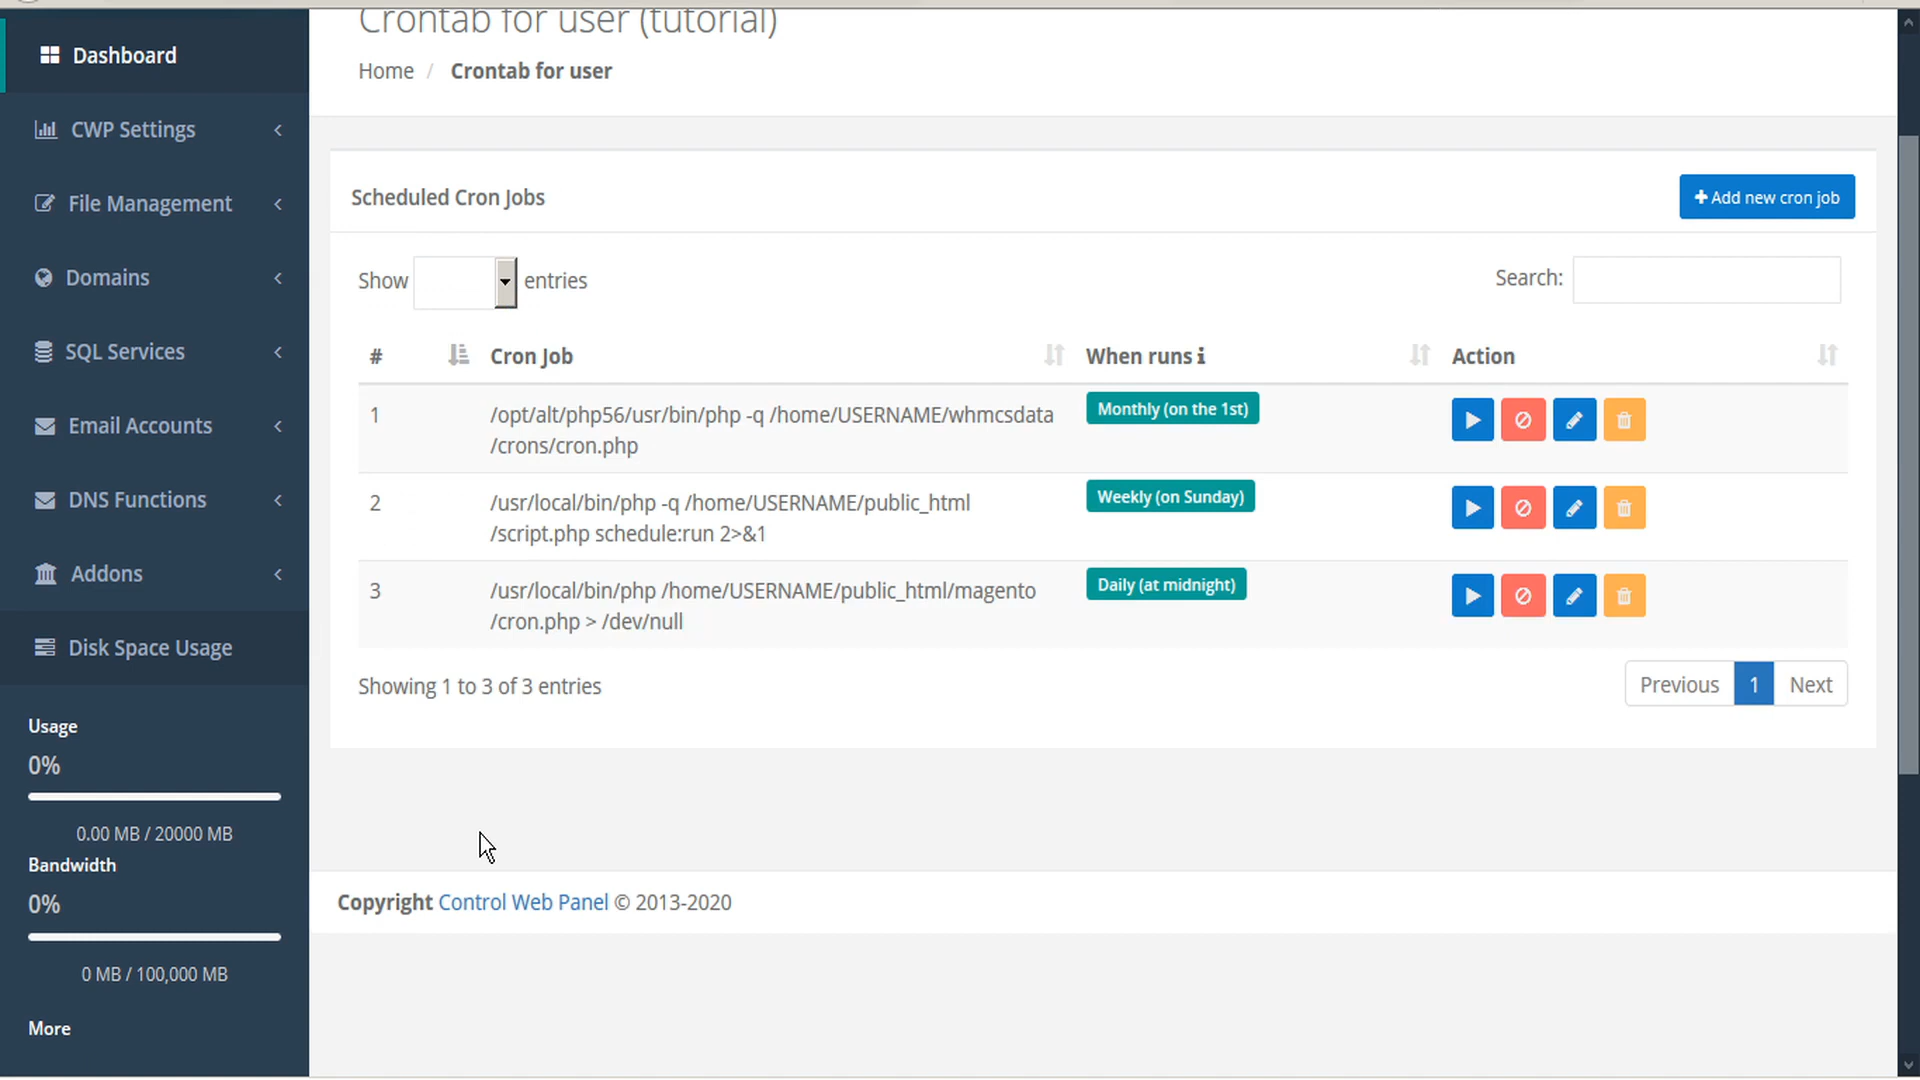 Crontab for user (tutorial)
Home / Crontab for user
Dashboard
CWP Settings
File Management
Domains
SQL Services
Email Accounts
DNS Functions
Addons
Disk Space Usage
Usage
0%
0.00 MB / 20000 MB
Bandwidth
0%
0 MB / 100,000 MB
More
Scheduled Cron Jobs
+ Add new cron job
Show entries
Search:
# Cron Job When runs i Action
1 /opt/alt/php56/usr/bin/php -q /home/USERNAME/whmcsdata Monthly (on the 1st)
/crons/cron.php
2 /usr/local/bin/php -q /home/USERNAME/public_html Weekly (on Sunday)
/script.php schedule:run 2>&1
3 /usr/local/bin/php /home/USERNAME/public_html/magento Daily (at midnight)
/cron.php > /dev/null
Showing 1 to 3 of 3 entries
Previous 1 Next
Copyright Control Web Panel © 2013-2020